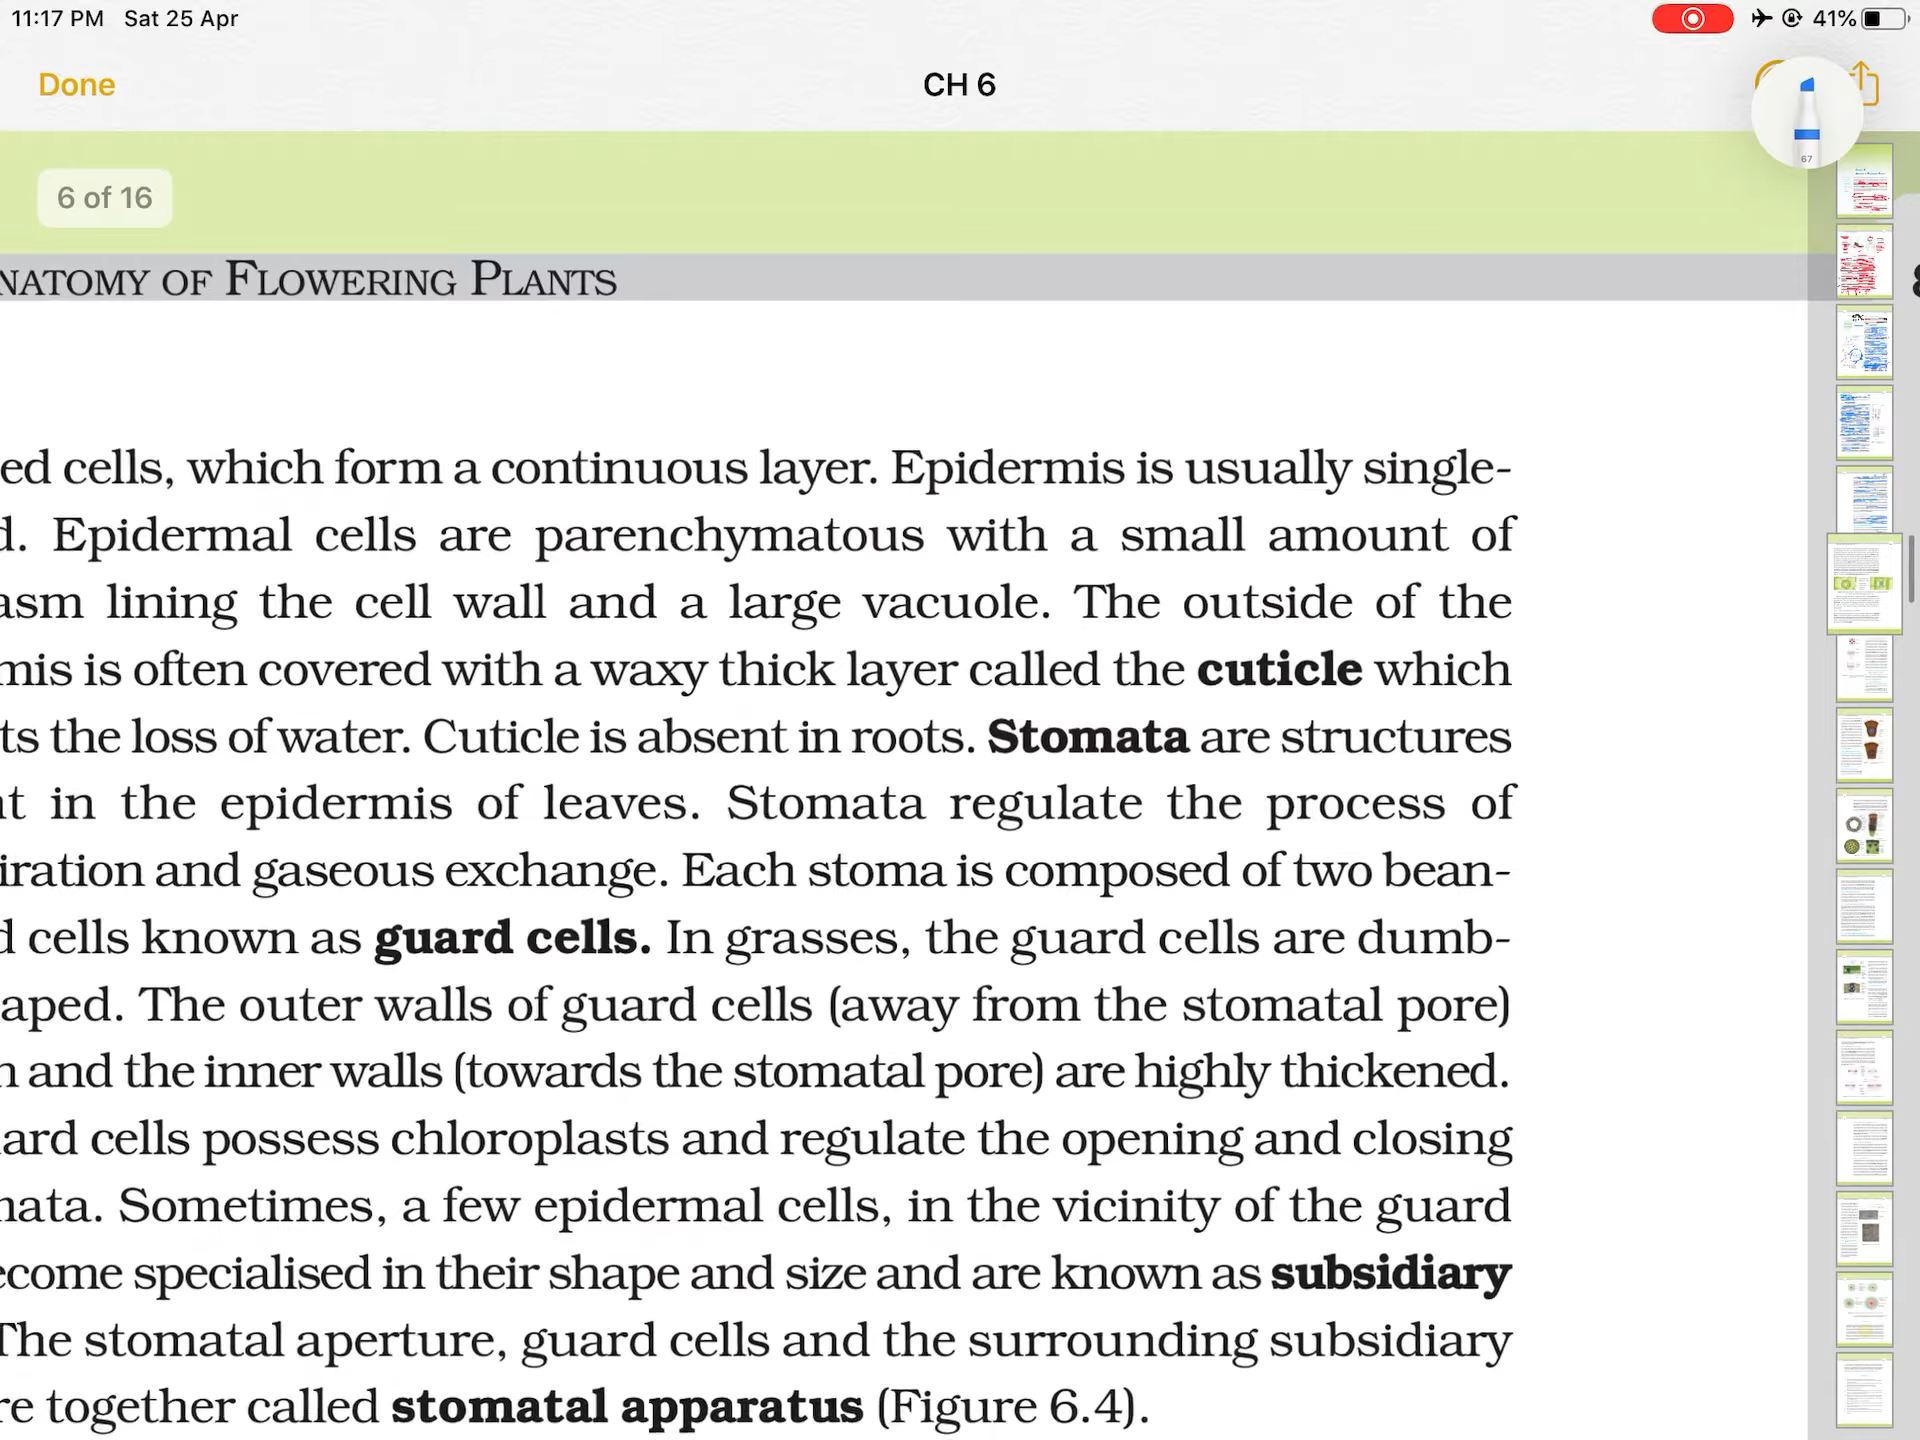 11:17 PM Sat 25 Apr
41%
Done
CH 6
67
6 of 16
NATOMY OF FLOWERING PLANTS
ed cells, which form a continuous layer. Epidermis is usually single-
d. Epidermal cells are parenchymatous with a small amount of
asm lining the cell wall and a large vacuole. The outside of the
mis is often covered with a waxy thick layer called the cuticle which
ts the loss of water. Cuticle is absent in roots. Stomata are structures
nt in the epidermis of leaves. Stomata regulate the process of
iration and gaseous exchange. Each stoma is composed of two bean-
d cells known as guard cells. In grasses, the guard cells are dumb-
aped. The outer walls of guard cells (away from the stomatal pore)
n and the inner walls (towards the stomatal pore) are highly thickened.
ard cells possess chloroplasts and regulate the opening and closing
mata. Sometimes, a few epidermal cells, in the vicinity of the guard
ecome specialised in their shape and size and are known as subsidiary
The stomatal aperture, guard cells and the surrounding subsidiary
re together called stomatal apparatus (Figure 6.4).